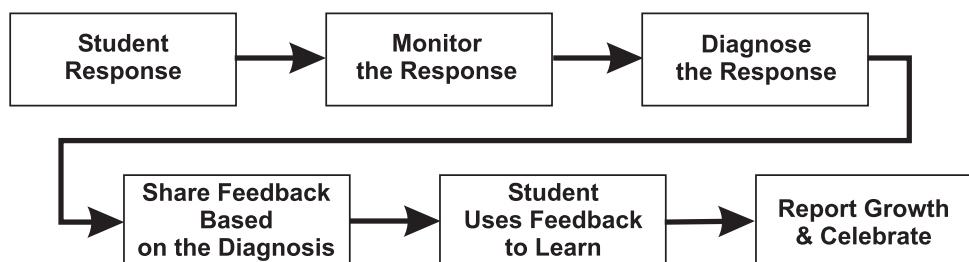 Student
Response
Monitor
the Response
Diagnose
the Response
Share Feedback
Based
on the Diagnosis
Student
Uses Feedback
to Learn
Report Growth
& Celebrate